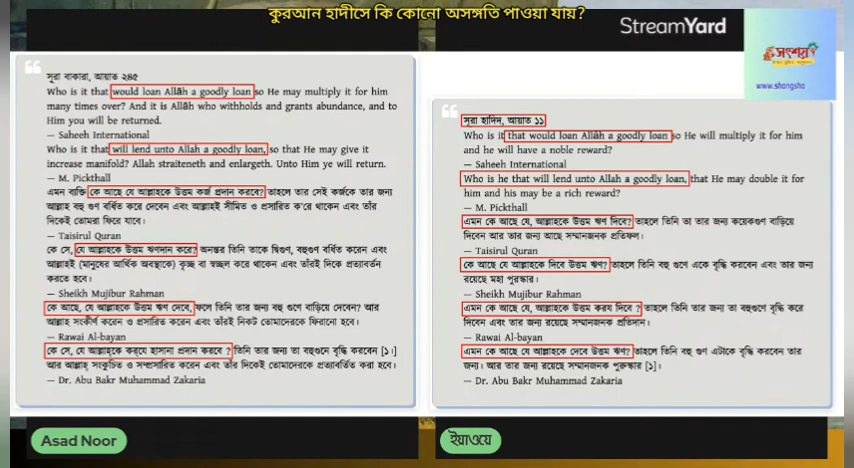 কুরআন হাদীসে কি কোনো অসঙ্গতি পাওয়া যায়?
StreamYard
সংশয়
www.shongsha
সূরা বাকারা, আয়াত ২৪৫
Who is it that would loan Allāh a goodly loan so He may multiply it for him
many times over? And it is Allāh who withholds and grants abundance, and to
Him you will be returned.
— Saheeh International
Who is it that will lend unto Allah a goodly loan, so that He may give it
increase manifold? Allah straiteneth and enlargeth. Unto Him ye will return.
— M. Pickthall
এমন ব্যক্তি কে আছে যে আল্লাহকে উত্তম কর্জ প্রদান করবে? তাহলে তার সেই কর্জকে তার জন্য
আল্লাহ বহু গুণ বর্ধিত করে দেবেন এবং আল্লাহই সীমিত ও প্রসারিত ক'রে থাকেন এবং তাঁর
দিকেই তোমরা ফিরে যাবে।
— Taisirul Quran
কে সে, যে আল্লাহকে উত্তম ঋণদান করে? অনন্তর তিনি তাকে দ্বিগুণ, বহুগুণ বর্ধিত করেন এবং
আল্লাহই (মানুষের আর্থিক অবস্থাকে) কৃচ্ছ বা স্বচ্ছল করে থাকেন এবং তাঁরই দিকে প্রত্যাবর্তন
করতে হবে।
— Sheikh Mujibur Rahman
কে আছে, যে আল্লাহকে উত্তম ঋণ দেবে, ফলে তিনি তার জন্য বহু গুণে বাড়িয়ে দেবেন? আর
আল্লাহ সংকীর্ণ করেন ও প্রসারিত করেন এবং তাঁরই নিকট তোমাদেরকে ফিরানো হবে।
— Rawai Al-bayan
কে সে, যে আল্লাহ্‌কে কর্‌যে হাসানা প্রদান করবে ? তিনি তার জন্য তা বহুগুনে বৃদ্ধি করবেন [১।]
আর আল্লাহ্‌ সংকুচিত ও সম্প্রসারিত করেন এবং তাঁর দিকেই তোমাদেরকে প্রত্যাবর্তিত করা হবে।
— Dr. Abu Bakr Muhammad Zakaria
সূরা হাদিদ, আয়াত ১১
Who is it that would loan Allāh a goodly loan so He will multiply it for him
and he will have a noble reward?
— Saheeh International
Who is he that will lend unto Allah a goodly loan, that He may double it for
him and his may be a rich reward?
— M. Pickthall
এমন কে আছে যে, আল্লাহকে উত্তম ঋণ দিবে? তাহলে তিনি তা তার জন্য কয়েকগুণ বাড়িয়ে
দিবেন আর তার জন্য আছে সম্মানজনক প্রতিফল।
— Taisirul Quran
কে আছে যে আল্লাহকে দিবে উত্তম ঋণ? তাহলে তিনি বহু গুণে একে বৃদ্ধি করবেন এবং তার জন্য
রয়েছে মহা পুরস্কার।
— Sheikh Mujibur Rahman
এমন কে আছে যে, আল্লাহকে উত্তম করয দিবে ? তাহলে তিনি তার জন্য তা বহুগুণে বৃদ্ধি করে
দিবেন এবং তার জন্য রয়েছে সম্মানজনক প্রতিদান।
— Rawai Al-bayan
এমন কে আছে যে আল্লাহকে দেবে উত্তম ঋণ? তাহলে তিনি বহু গুণ এটাকে বৃদ্ধি করবেন তার
জন্য। আর তার জন্য রয়েছে সম্মানজনক পুরুস্কার [১]।
— Dr. Abu Bakr Muhammad Zakaria
Asad Noor
ইয়াওয়ে